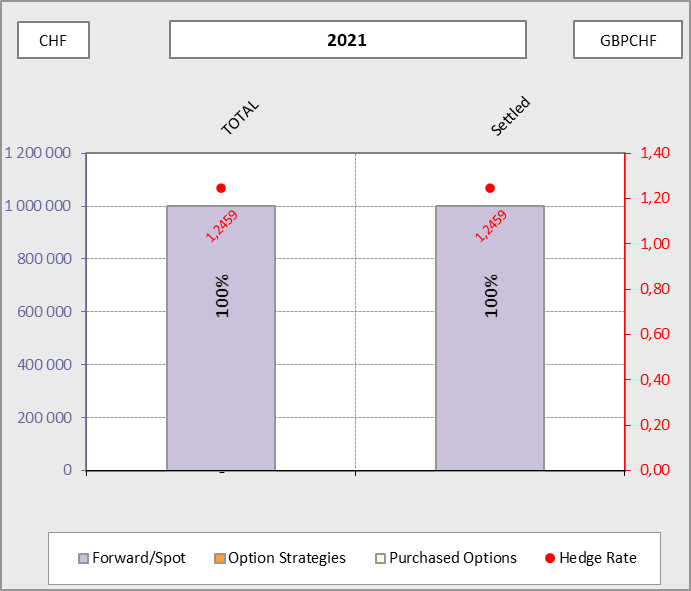 CHF
2021
GBPCHF
TOTAL
Settled
1 200 000
1 000 000
800 000
600 000
400 000
200 000
0
1,2459
100%
1,2459
100%
-
1,40
1,20
1,00
0,80
0,60
0,40
0,20
0,00
Forward/Spot
Option Strategies
Purchased Options
Hedge Rate